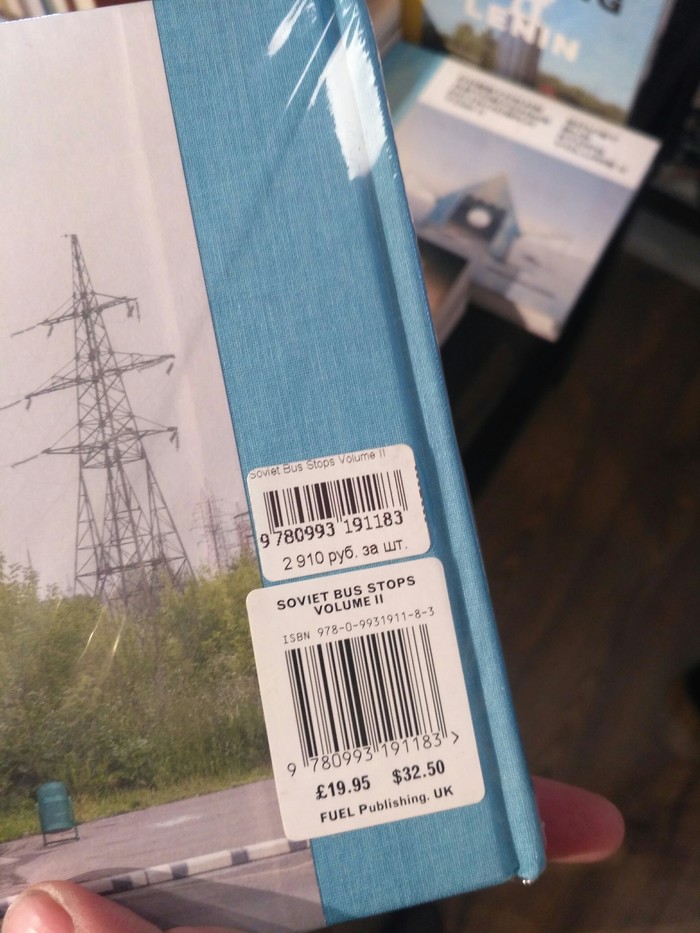 LENIN
Soviet Bus Stops Volume II
9 780993 191183
2 910 руб. за шт.
SOVIET BUS STOPS
VOLUME II
ISBN 978-0-9931911-8-3
9 780993 191183 >
£19.95 $32.50
FUEL Publishing. UK